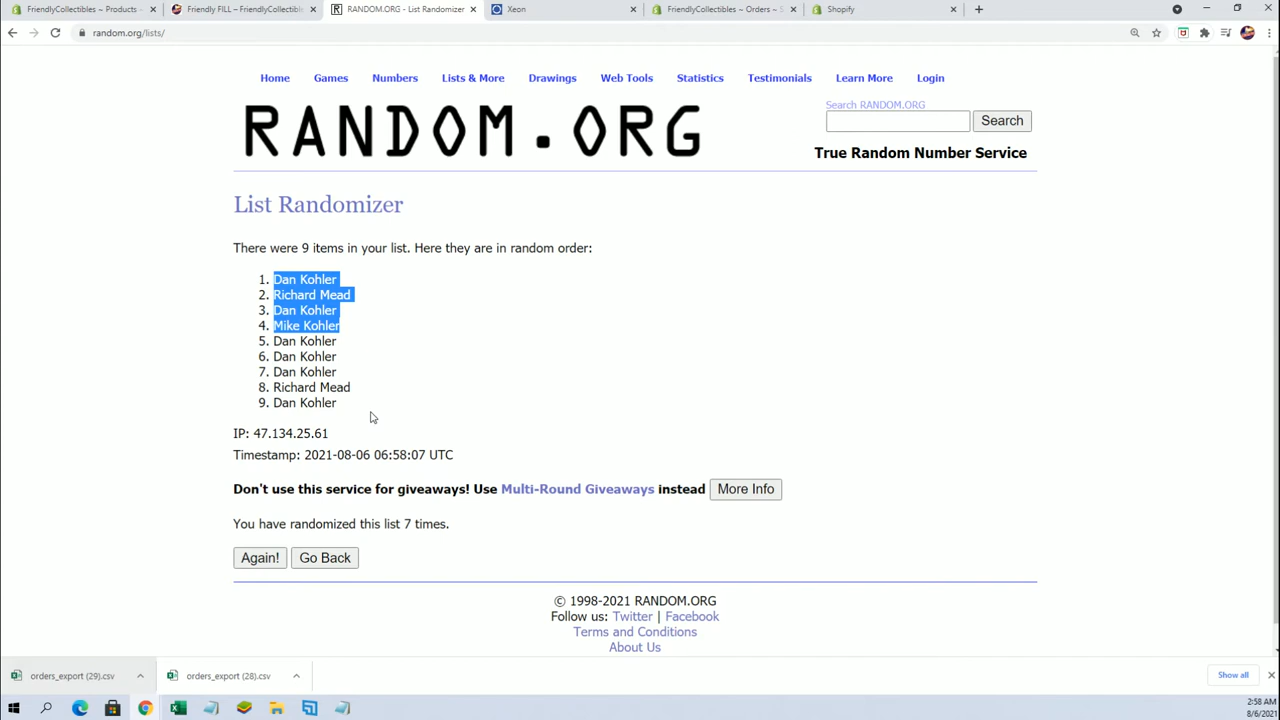 FriendlyCollectibles ~ Products ~
Friendly FILL – FriendlyCollectible
RANDOM.ORG - List Randomizer
Xeon
FriendlyCollectibles ~ Orders ~ S
Shopify
random.org/lists/
Home Games Numbers Lists & More Drawings Web Tools Statistics Testimonials Learn More Login
RANDOM.ORG
Search RANDOM.ORG
Search
True Random Number Service
List Randomizer
There were 9 items in your list. Here they are in random order:
1. Dan Kohler
2. Richard Mead
3. Dan Kohler
4. Mike Kohler
5. Dan Kohler
6. Dan Kohler
7. Dan Kohler
8. Richard Mead
9. Dan Kohler
IP: 47.134.25.61
Timestamp: 2021-08-06 06:58:07 UTC
Don't use this service for giveaways! Use Multi-Round Giveaways instead More Info
You have randomized this list 7 times.
Again! Go Back
© 1998-2021 RANDOM.ORG
Follow us: Twitter | Facebook
Terms and Conditions
About Us
orders_export (29).csv
orders_export (28).csv
Show all
2:58 AM
8/6/2021